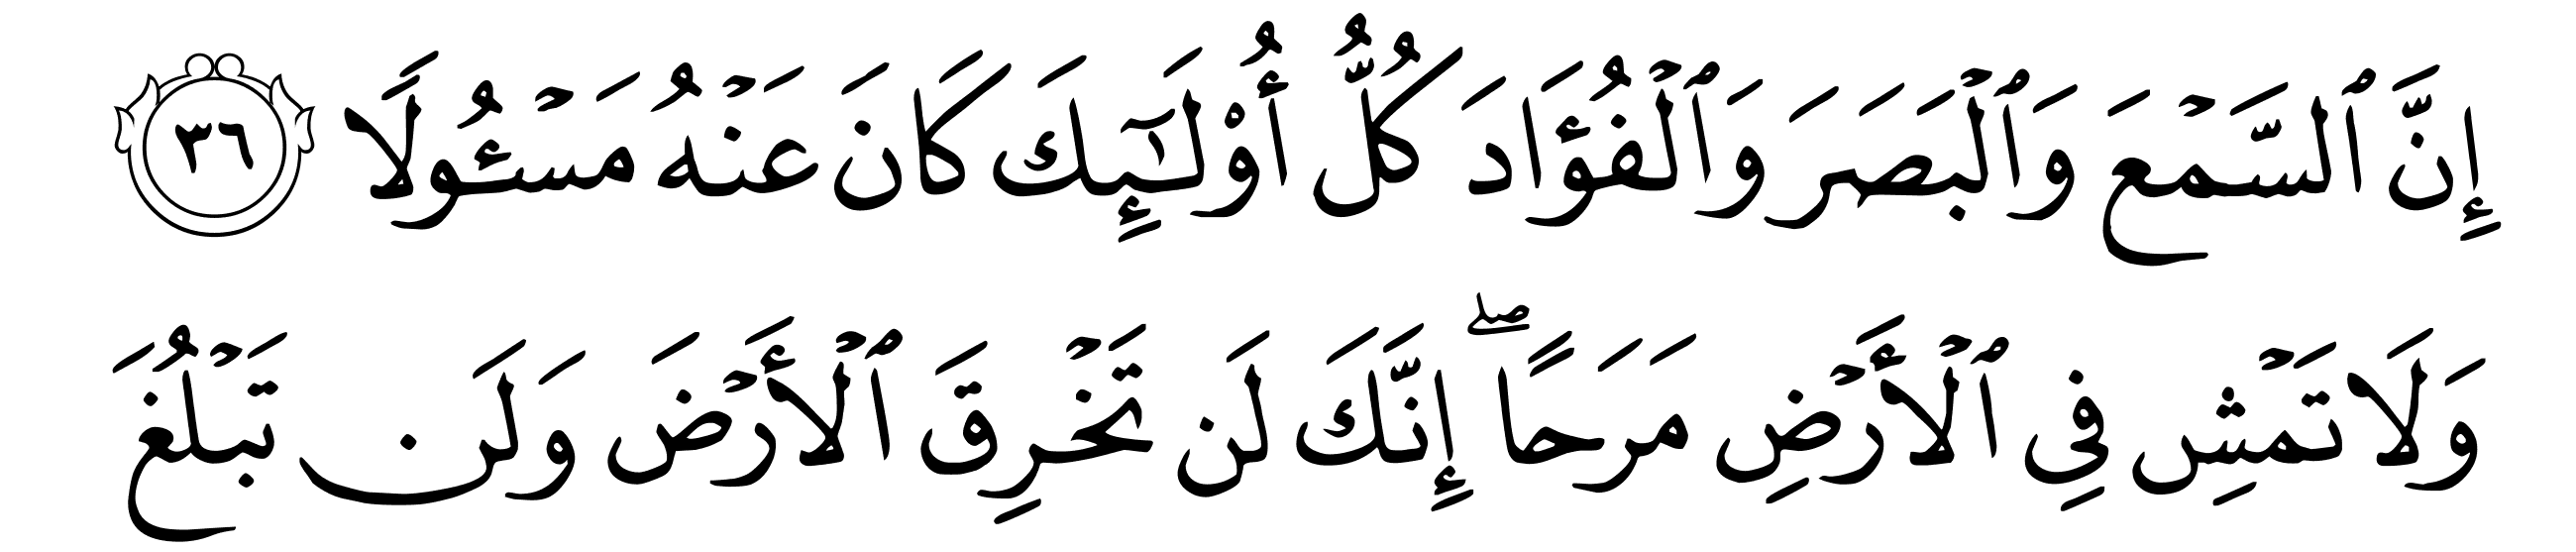 إِنَّ ٱلسَّمْعَ وَٱلْبَصَرَ وَٱلْفُؤَادَ كُلُّ أُو۟لَـٰٓئِكَ كَانَ عَنْهُ مَسْـُٔولًا ٣٦
وَلَا تَمْشِ فِى ٱلْأَرْضِ مَرَحًا ۖ إِنَّكَ لَن تَخْرِقَ ٱلْأَرْضَ وَلَن تَبْلُغَ